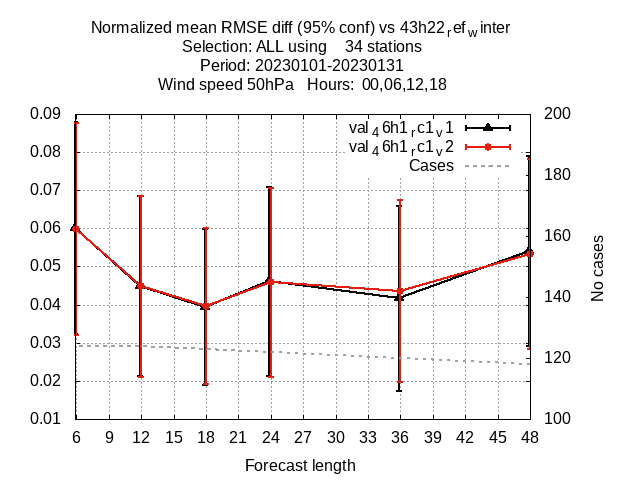 Normalized mean RMSE diff (95% conf) vs 43h22refwinter
Selection: ALL using 34 stations
Period: 20230101-20230131
Wind speed 50hPa Hours: 00,06,12,18
0.09
0.08
0.07
0.06
0.05
0.04
0.03
0.02
0.01
200
180
160
140
120
100
val46h1rc1v1
val46h1rc1v2
Cases
No cases
6 9 12 15 18 21 24 27 30 33 36 39 42 45 48
Forecast length